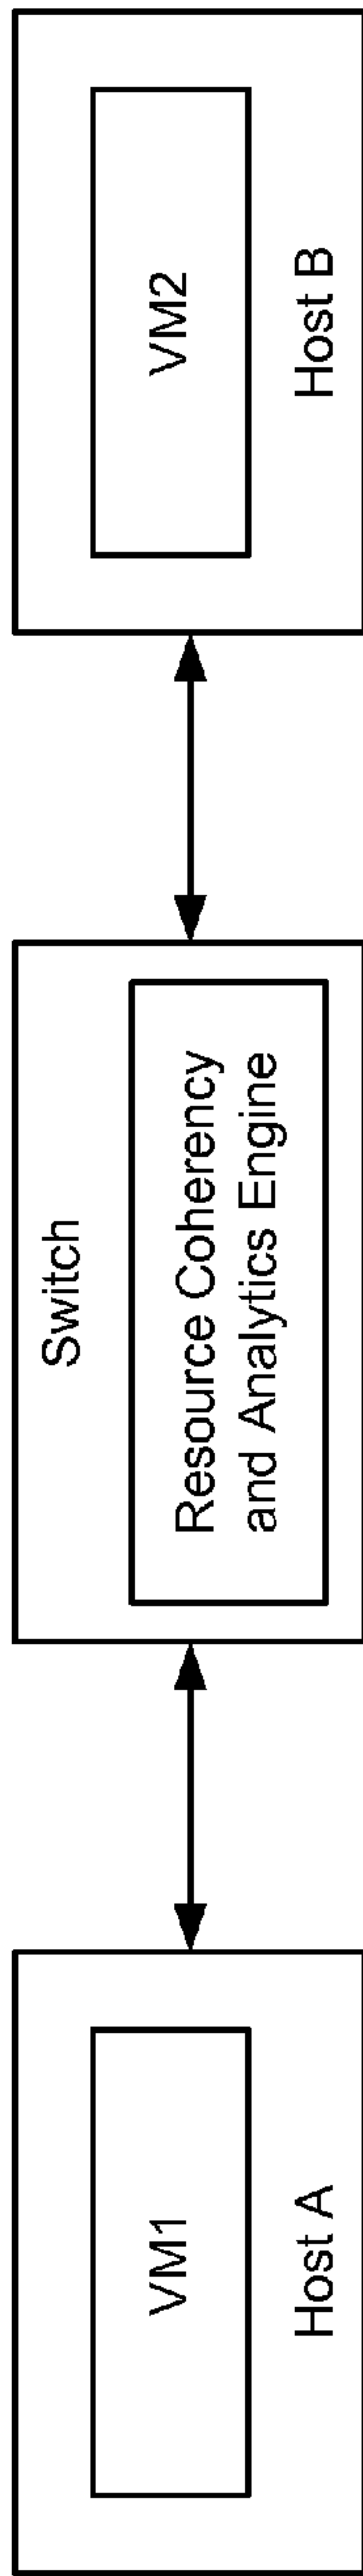 VM1
Host A
Switch
Resource Coherency
and Analytics Engine
VM2
Host B